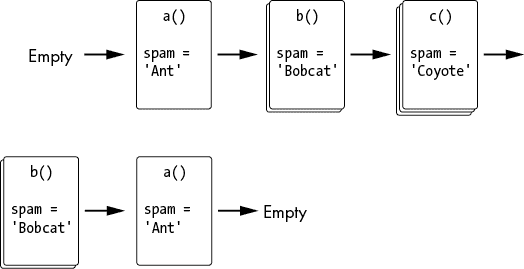 Empty
a()
spam =
'Ant'
b()
spam =
'Bobcat'
c()
spam =
'Coyote'
b()
spam =
'Bobcat'
a()
spam =
'Ant'
Empty